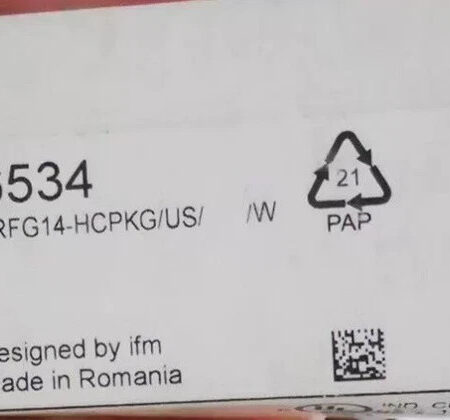 534
RFG14-HCPKG/US/ /W
21
PAP
esigned by ifm
ade in Romania